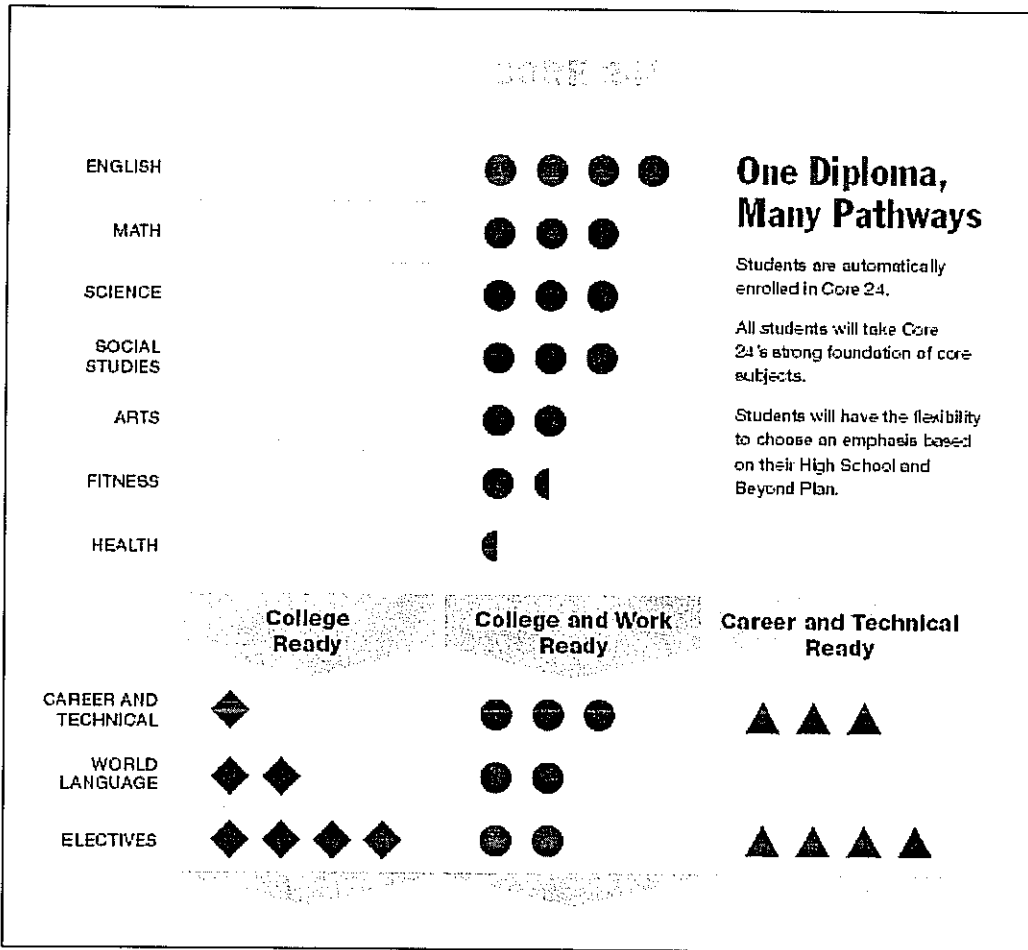 CORE 24
ENGLISH
MATH
SCIENCE
SOCIAL
STUDIES
ARTS
FITNESS
HEALTH
One Diploma,
Many Pathways
Students are automatically
enrolled in Core 24.
All students will take Core
24's strong foundation of core
subjects.
Students will have the flexibility
to choose an emphasis based
on their High School and
Beyond Plan.
College
Ready
College and Work
Ready
Career and Technical
Ready
CAREER AND
TECHNICAL
WORLD
LANGUAGE
ELECTIVES